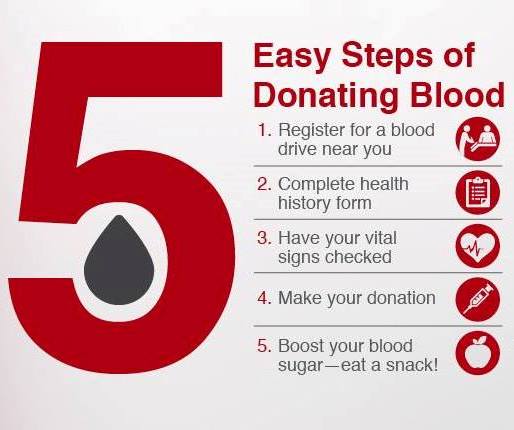 5
Easy Steps of
Donating Blood
1. Register for a blood
drive near you
2. Complete health
history form
3. Have your vital
signs checked
4. Make your donation
5. Boost your blood
sugar—eat a snack!